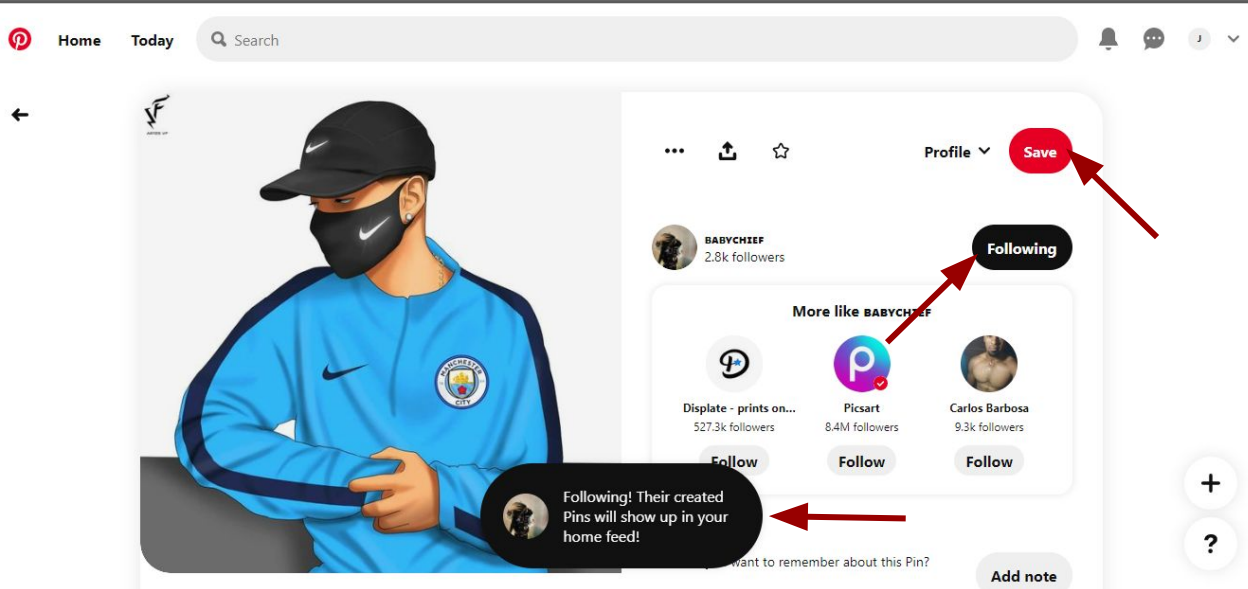 Home
Today
Search
J
Profile
Save
BABYCHIEF
2.8k followers
Following
More like BABYCHIEF
MANCHESTER
CITY
Displate - prints on...
527.3k followers
Follow
Picsart
8.4M followers
Follow
Carlos Barbosa
9.3k followers
Follow
Following! Their created
Pins will show up in your
home feed!
want to remember about this Pin?
Add note
+
?